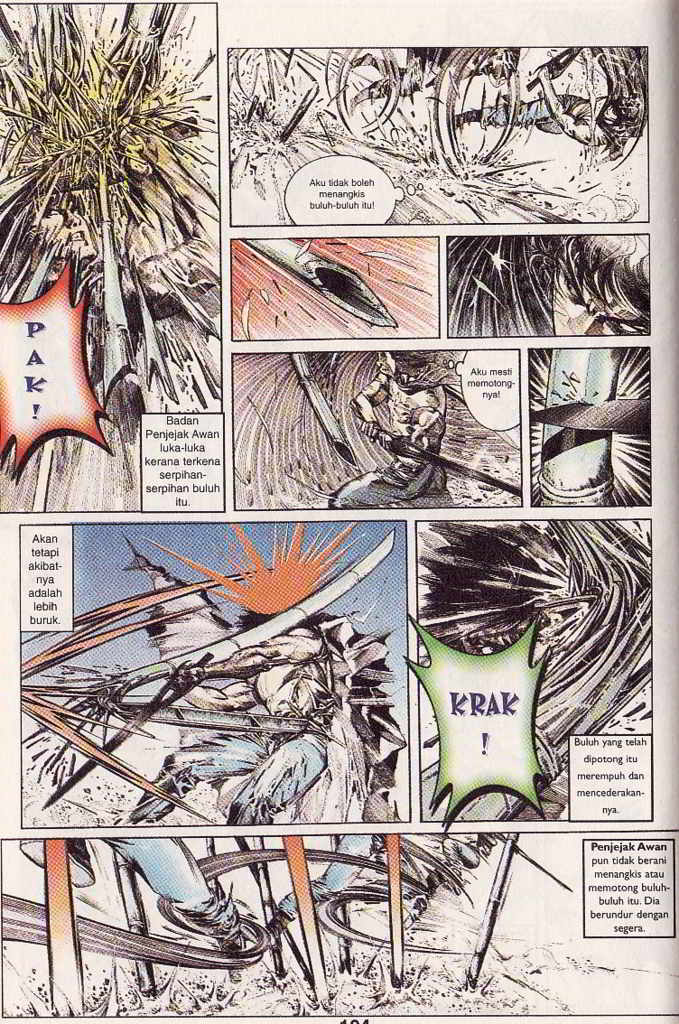 PAK!
Badan
Penjejak Awan
luka-luka
kerana terkena
serpihan-
serpihan buluh
itu.
Aku tidak boleh
menangkis
buluh-buluh itu!
Aku mesti
memotong-
nya!
Akan
tetapi
akibat-
nya
adalah
lebih
buruk.
KRAK
!
Buluh yang telah
dipotong itu
merempuh dan
mencederakan-
nya.
Penjejak Awan
pun tidak berani
menangkis atau
memotong buluh-
buluh itu. Dia
berundur dengan
segera.